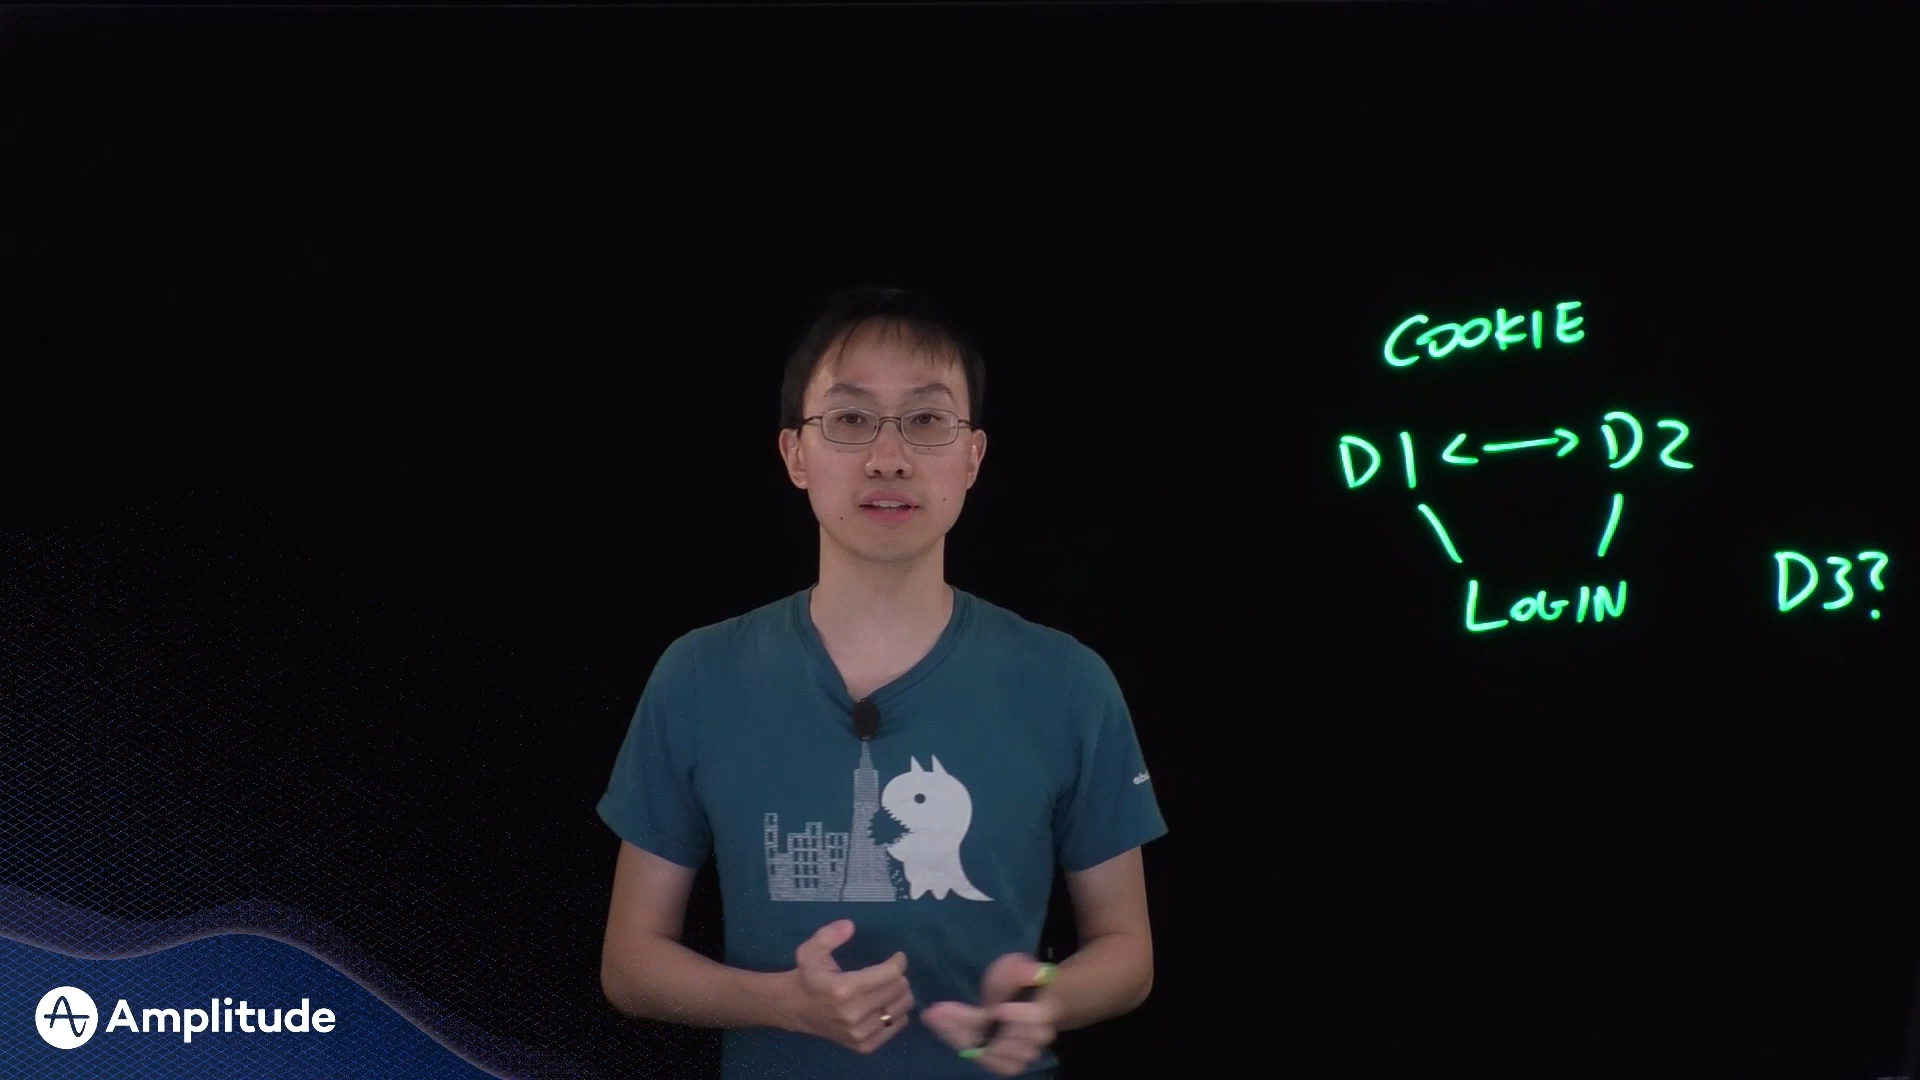 COOKIE
D1 <—> D2
LOGIN
D3?
Amplitude